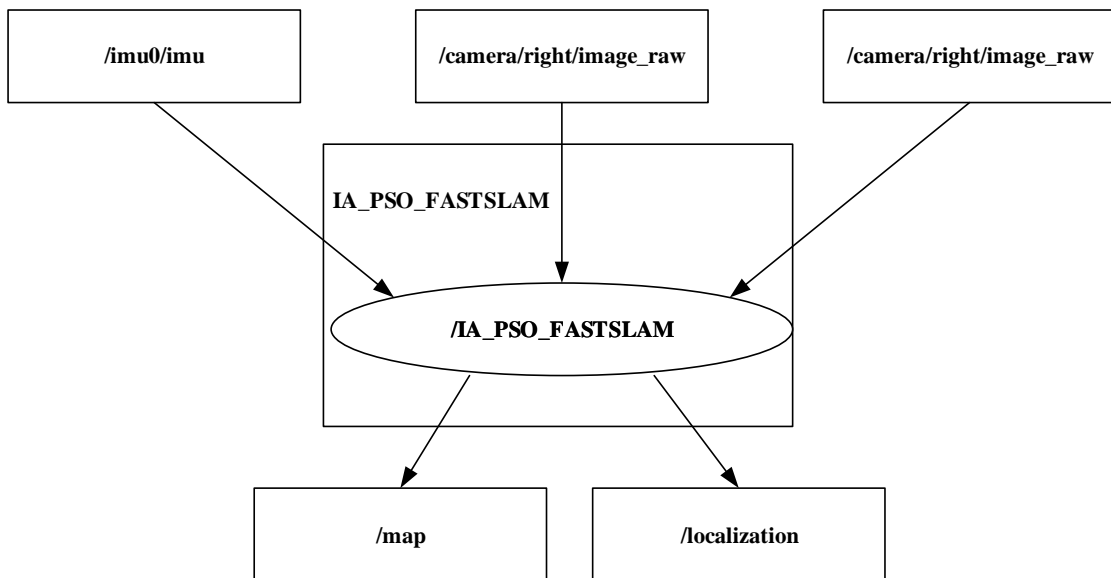 /imu0/imu
/camera/right/image_raw
/camera/right/image_raw
IA_PSO_FASTSLAM
/IA_PSO_FASTSLAM
/map
/localization